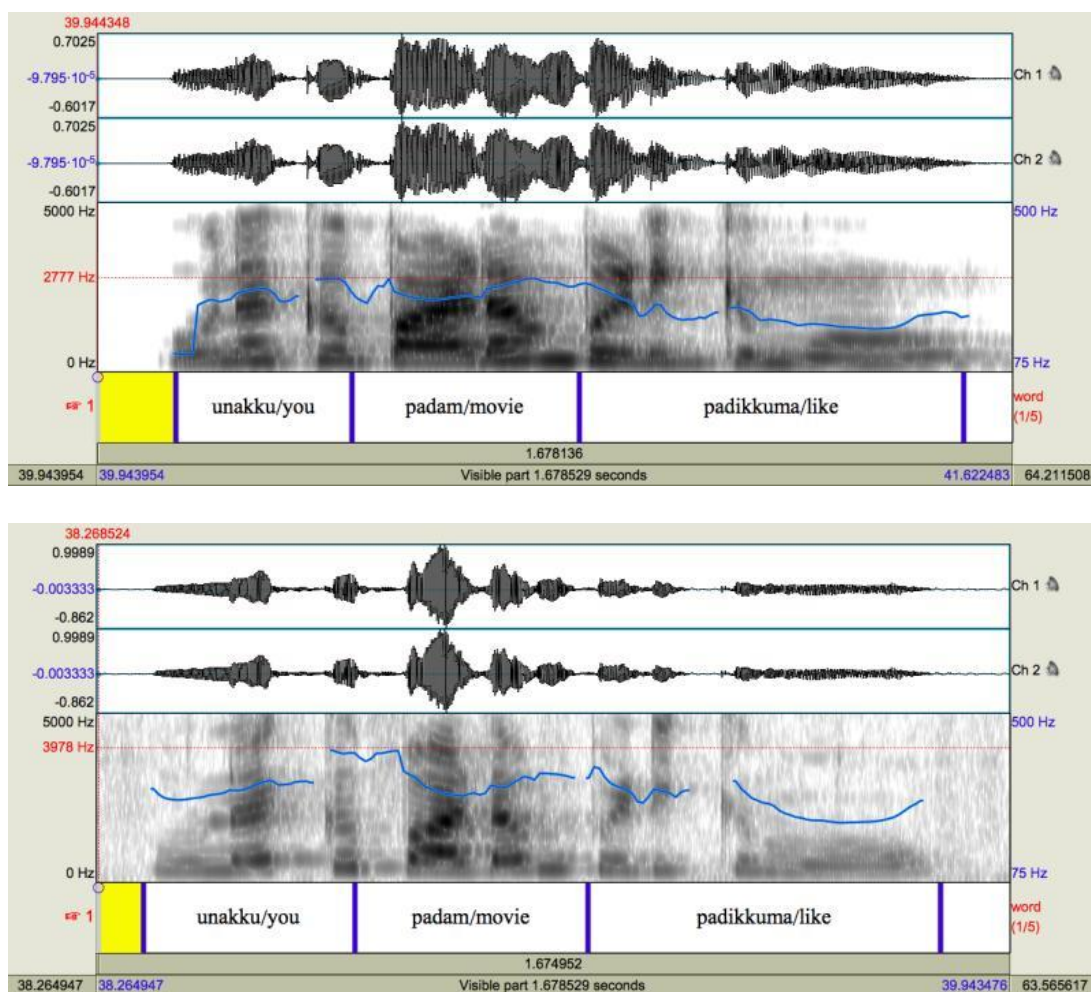 39.944348
0.7025
-9.795·10⁻⁵
-0.6017
Ch 1
0.7025
-9.795·10⁻⁵
-0.6017
Ch 2
5000 Hz 500 Hz
2777 Hz
0 Hz 75 Hz
1 unakku/you padam/movie padikkuma/like word
(1/5)
1.678136
39.943954 39.943954 Visible part 1.678529 seconds 41.622483 64.211508
38.268524
0.9989
-0.003333
-0.862
Ch 1
0.9989
-0.003333
-0.862
Ch 2
5000 Hz 500 Hz
3978 Hz
0 Hz 75 Hz
1 unakku/you padam/movie padikkuma/like word
(1/5)
1.674952
38.264947 38.264947 Visible part 1.678529 seconds 39.943476 63.565617